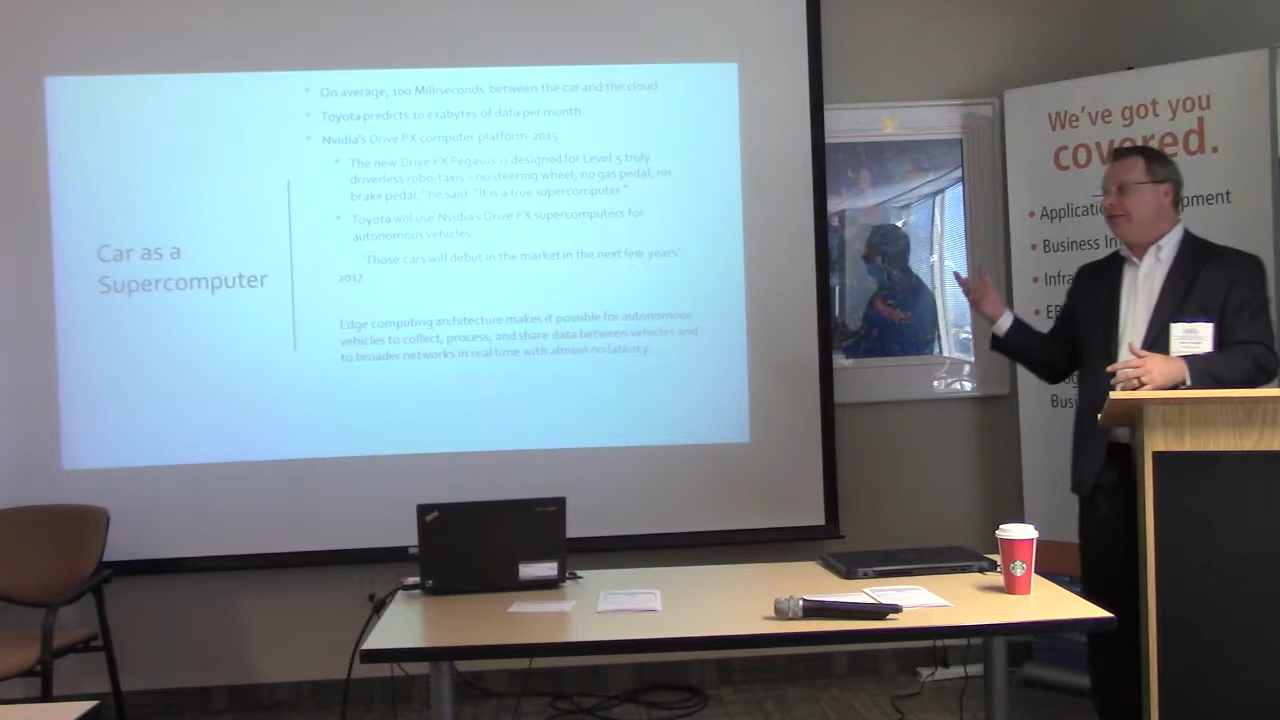 Car as a
Supercomputer
On average, 100 Milliseconds between the car and the cloud
Toyota predicts 10 exabytes of data per month
Nvidia's Drive PX computer platform- 2015
The new Drive PX Pegasus is designed for Level 5 truly
driverless robo-taxis – no steering wheel, no gas pedal, no
brake pedal," he said. "It is a true supercomputer."
Toyota will use Nvidia's Drive PX supercomputers for
autonomous vehicles
'Those cars will debut in the market in the next few years'
2017
Edge computing architecture makes it possible for autonomous
vehicles to collect, process, and share data between vehicles and
to broader networks in real time with almost no latency
We've got you
covered.
Business